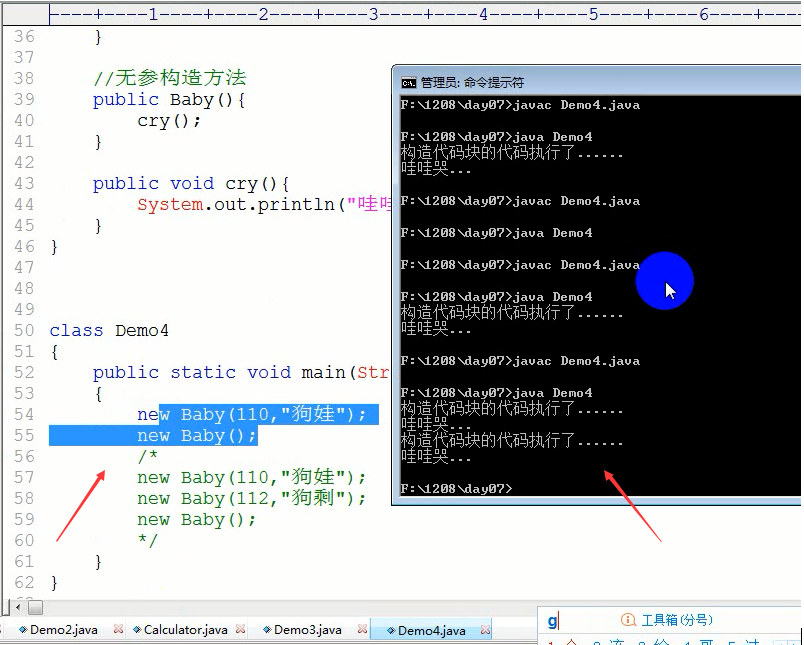 ----+----1----+----2----+----3----+----4----+----5----+----6----+----
36 }
37
38 //无参构造方法
39 public Baby(){
40 cry();
41 }
42
43 public void cry(){
44 System.out.println("哇哇
45 }
46 }
47
48
49
50 class Demo4
51 {
52 public static void main(Str
53 {
54 new Baby(110,"狗娃");
55 new Baby();
56 /*
57 new Baby(110,"狗娃");
58 new Baby(112,"狗剩");
59 new Baby();
60 */
61 }
62 }
管理员: 命令提示符
F:\1208\day07>javac Demo4.java
F:\1208\day07>java Demo4
构造代码块的代码执行了......
哇哇哭...
F:\1208\day07>javac Demo4.java
F:\1208\day07>java Demo4
F:\1208\day07>javac Demo4.java
F:\1208\day07>java Demo4
构造代码块的代码执行了......
哇哇哭...
F:\1208\day07>javac Demo4.java
F:\1208\day07>java Demo4
构造代码块的代码执行了......
哇哇哭...
构造代码块的代码执行了......
哇哇哭...
F:\1208\day07>
Demo2.java Calculator.java Demo3.java Demo4.java
g 工具箱(分号)